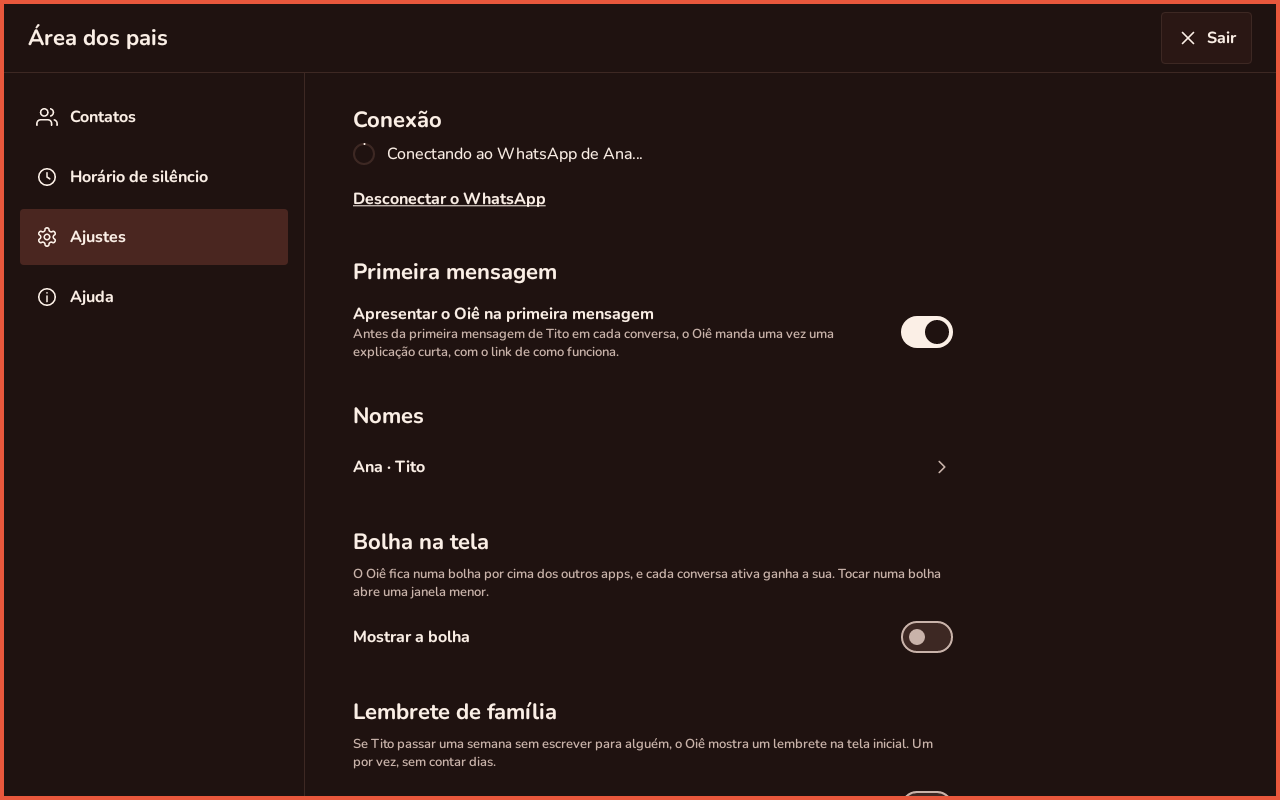 Área dos pais
Sair
Contatos
Horário de silêncio
Ajustes
Ajuda
Conexão
Conectando ao WhatsApp de Ana...
Desconectar o WhatsApp
Primeira mensagem
Apresentar o Oiê na primeira mensagem
Antes da primeira mensagem de Tito em cada conversa, o Oiê manda uma vez uma
explicação curta, com o link de como funciona.
Nomes
Ana · Tito
Bolha na tela
O Oiê fica numa bolha por cima dos outros apps, e cada conversa ativa ganha a sua. Tocar numa bolha
abre uma janela menor.
Mostrar a bolha
Lembrete de família
Se Tito passar uma semana sem escrever para alguém, o Oiê mostra um lembrete na tela inicial. Um
por vez, sem contar dias.